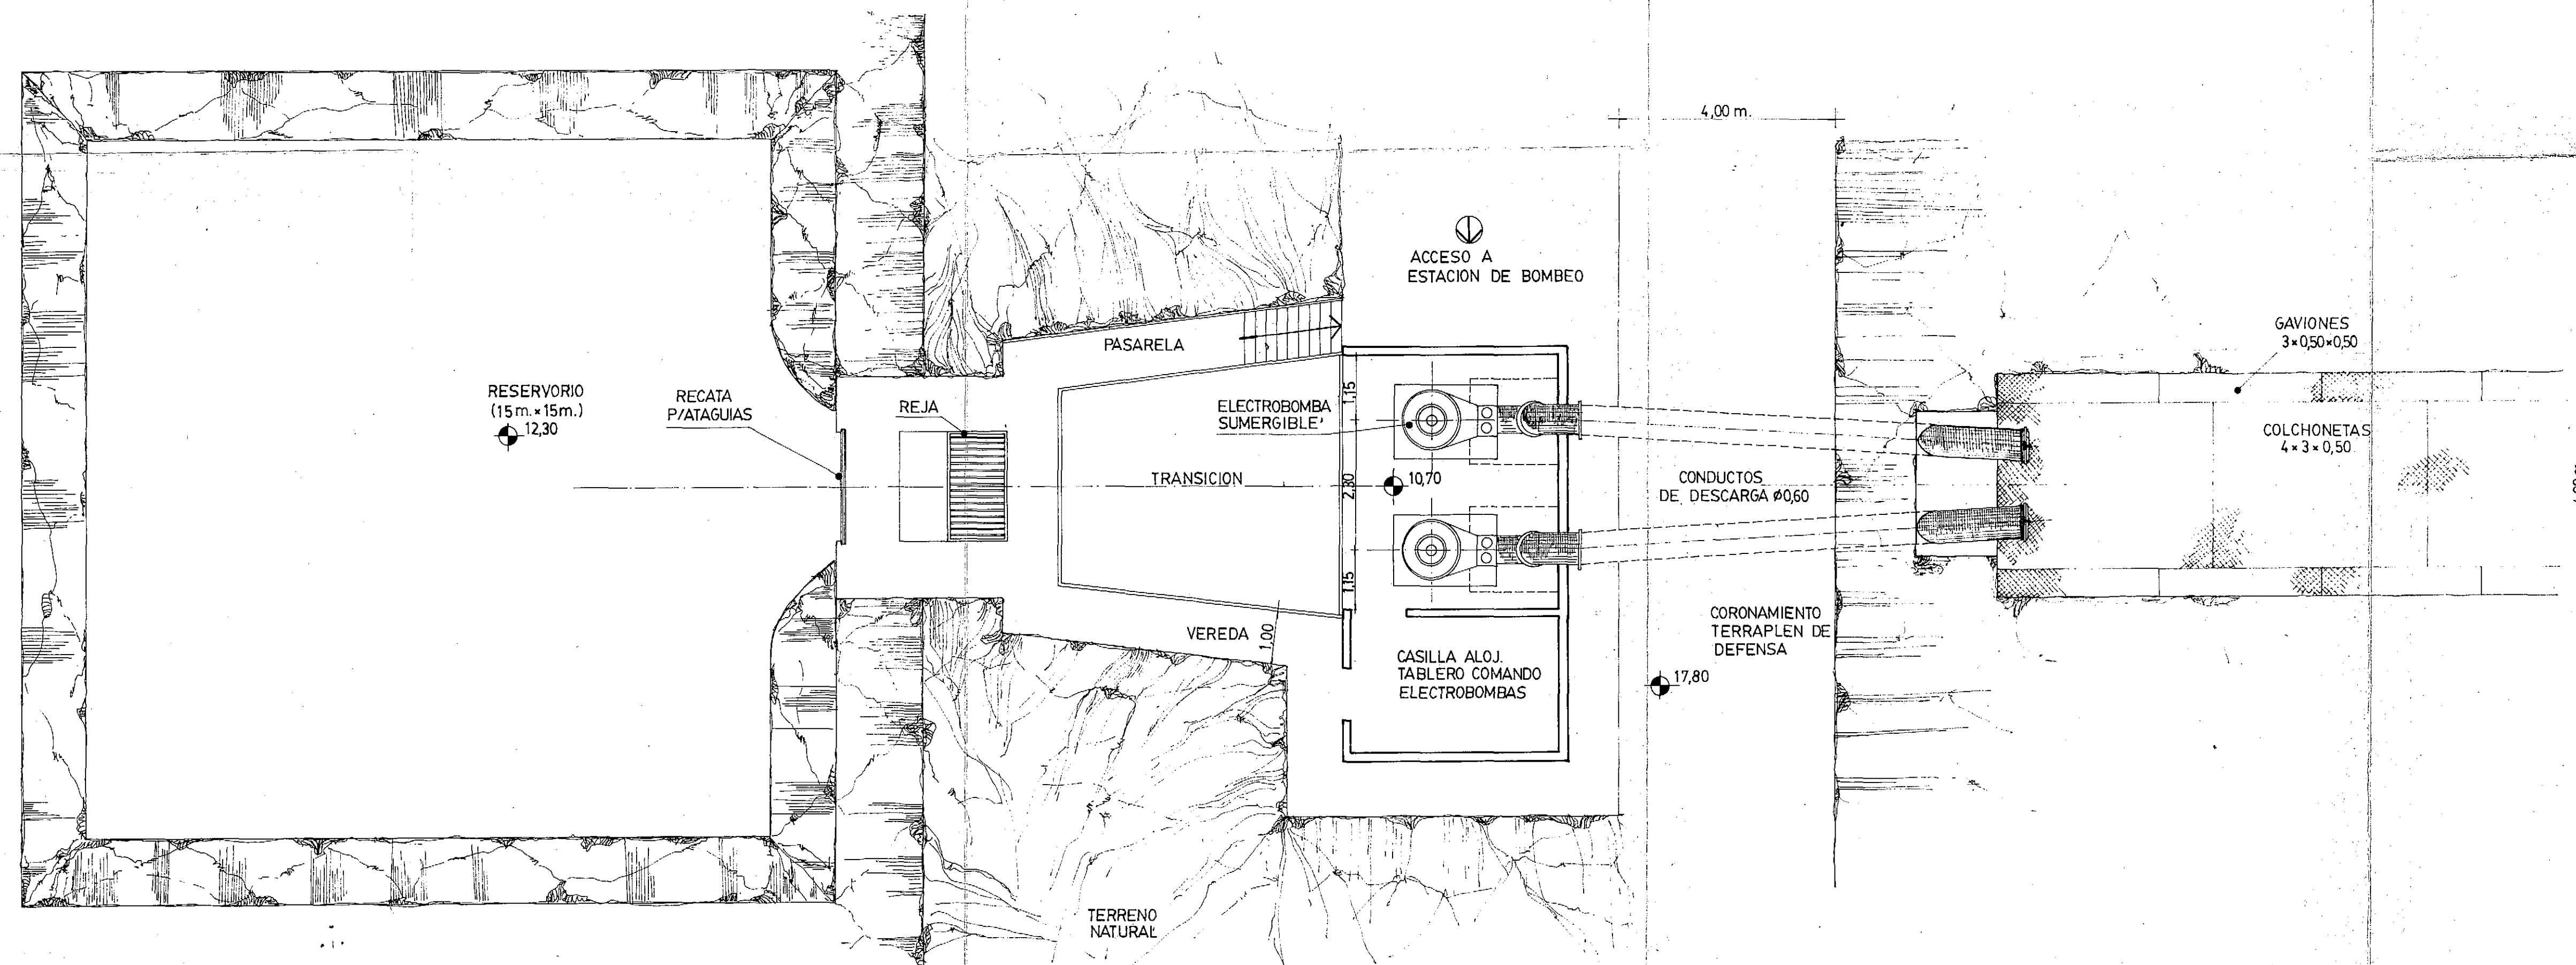 4,00 m.
ACCESO A
ESTACION DE BOMBEO
GAVIONES
3×0,50×0,50
PASARELA
RESERVORIO
(15 m.×15 m.)
12,30
RECATA
P/ATAGUIAS
REJA
ELECTROBOMBA
SUMERGIBLE
1,15
COLCHONETAS
4×3×0,50
TRANSICION
2,30
10,70
CONDUCTOS
DE DESCARGA Ø0,60
1,15
VEREDA
1,00
CORONAMIENTO
TERRAPLEN DE
DEFENSA
CASILLA ALOJ.
TABLERO COMANDO
ELECTROBOMBAS
17,80
TERRENO
NATURAL